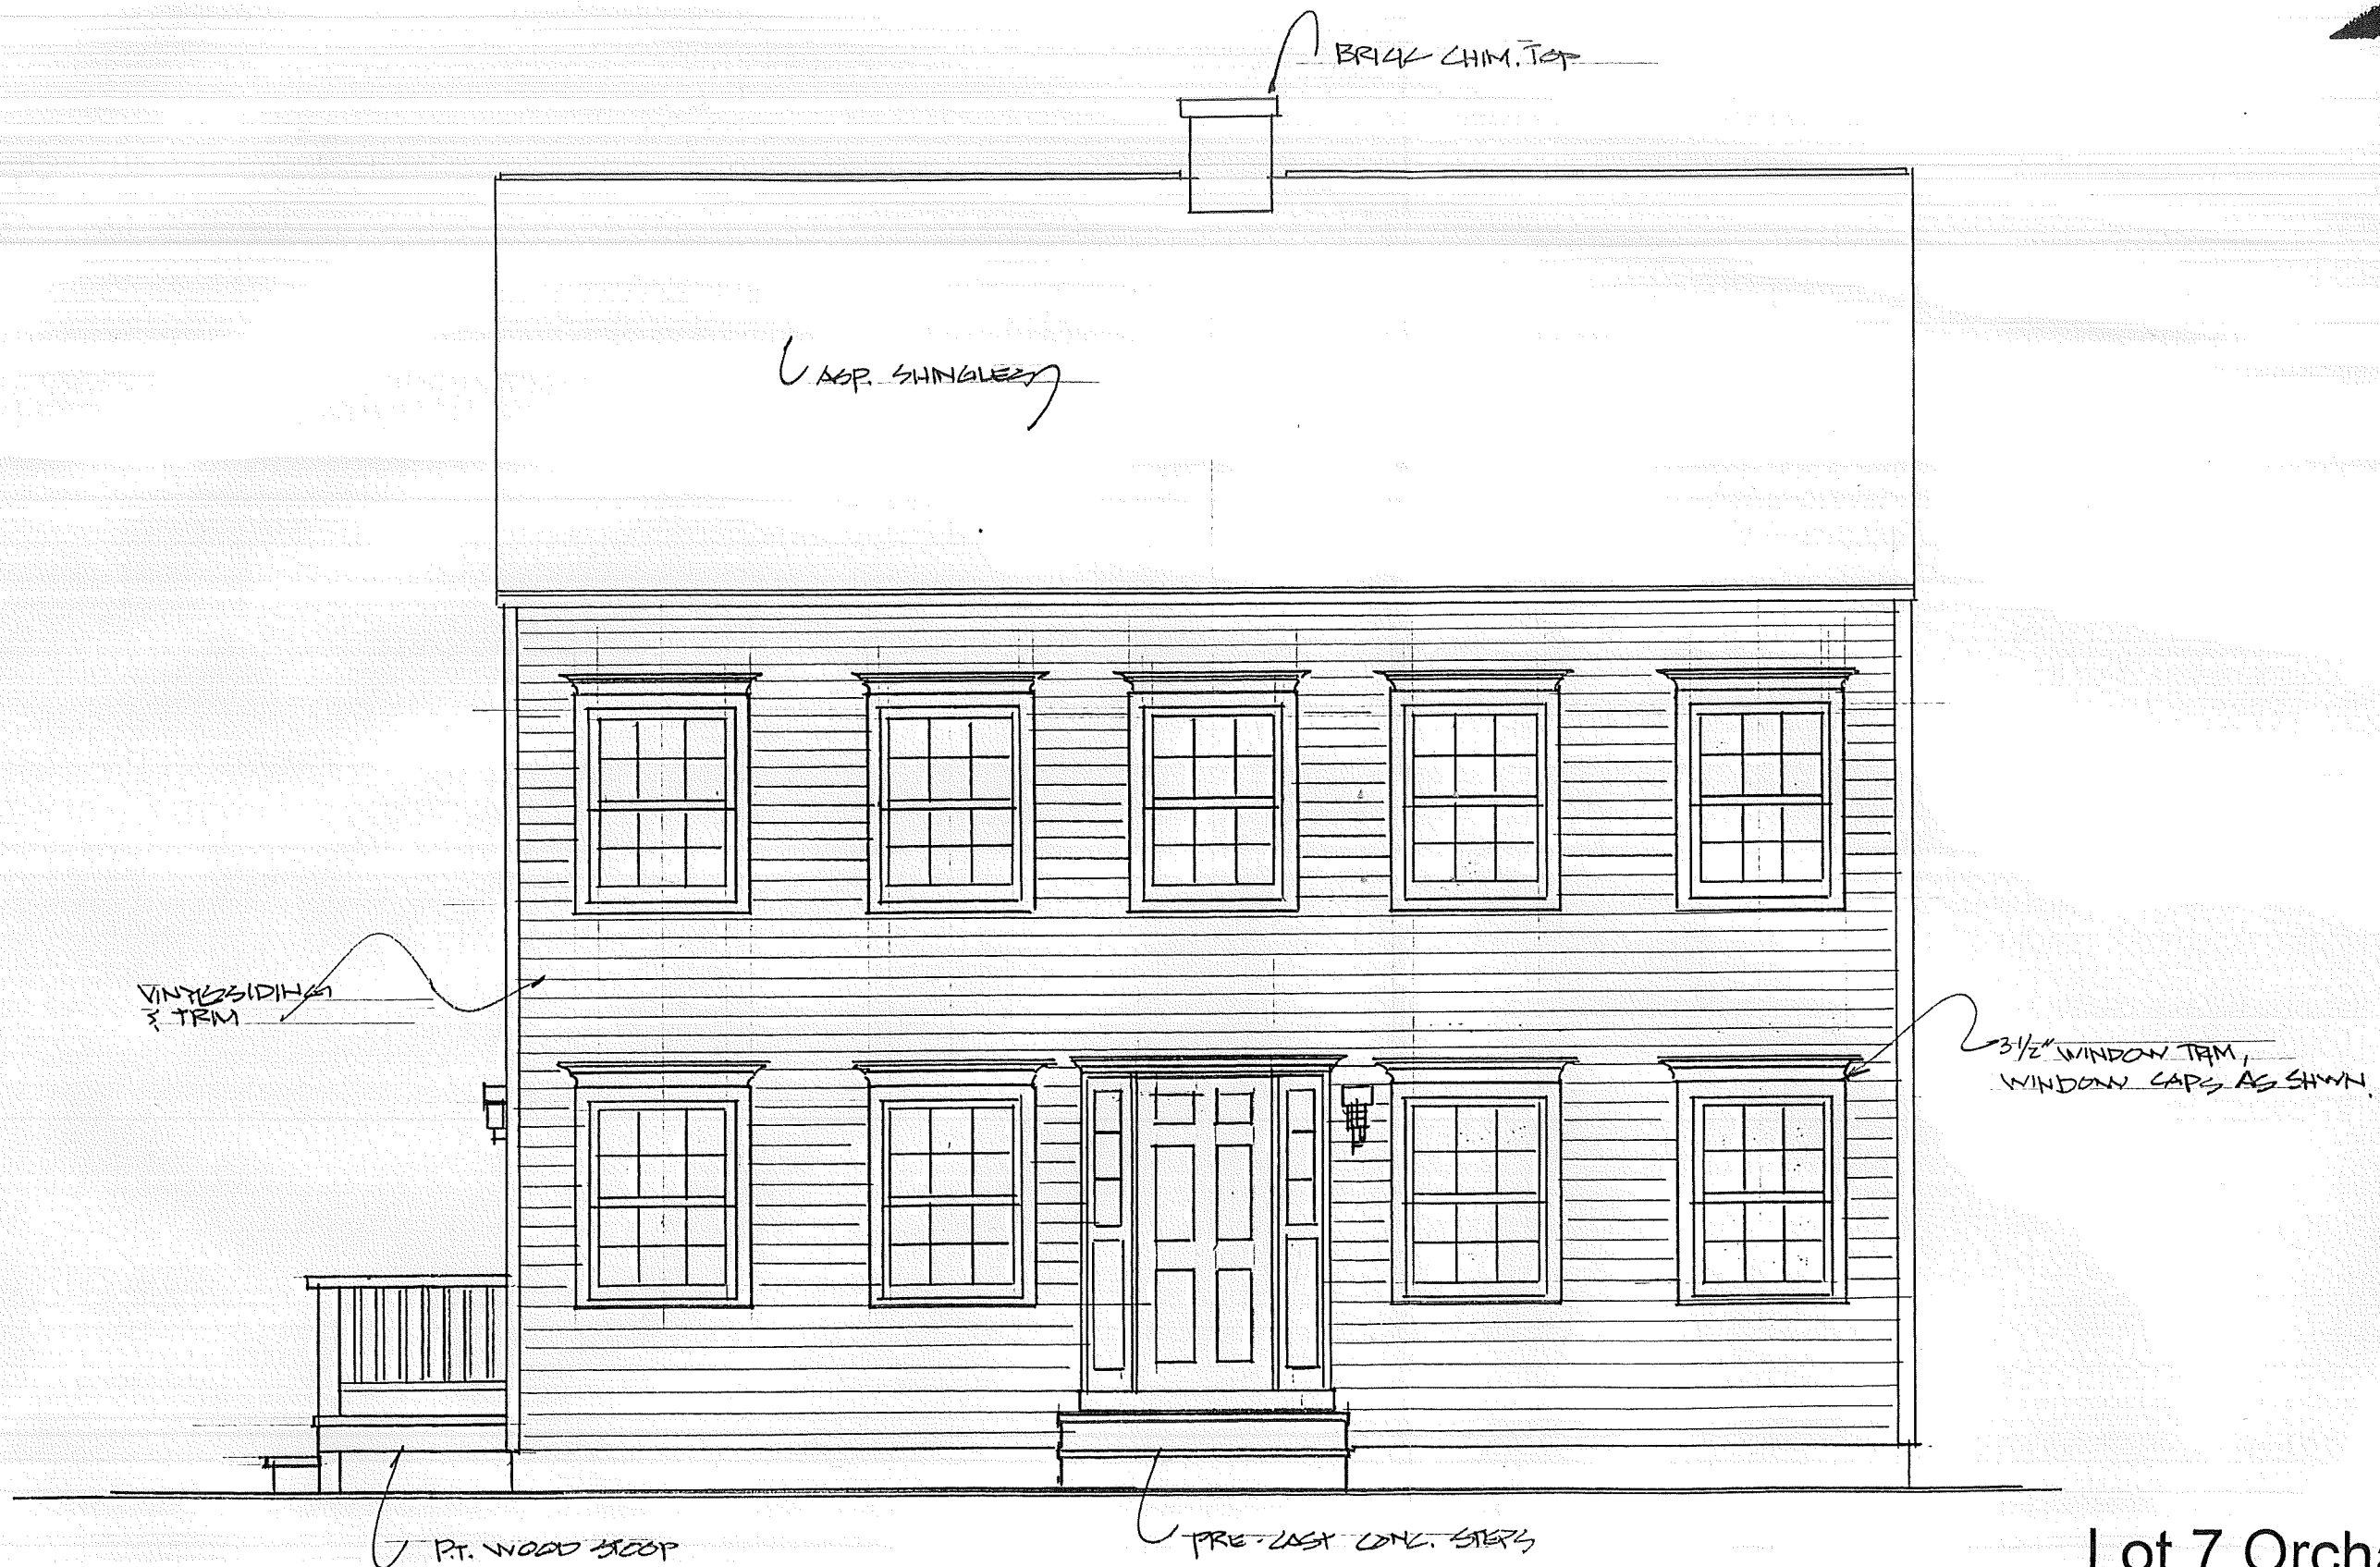 BRICK CHIM. TOP
ASP. SHINGLES
VINYL SIDING
& TRIM
3 1/2" WINDOW TRIM,
WINDOW CAPS AS SHWN.
P.T. WOOD STOOP
PRE-CAST CONC. STEPS
Lot 7 Orch